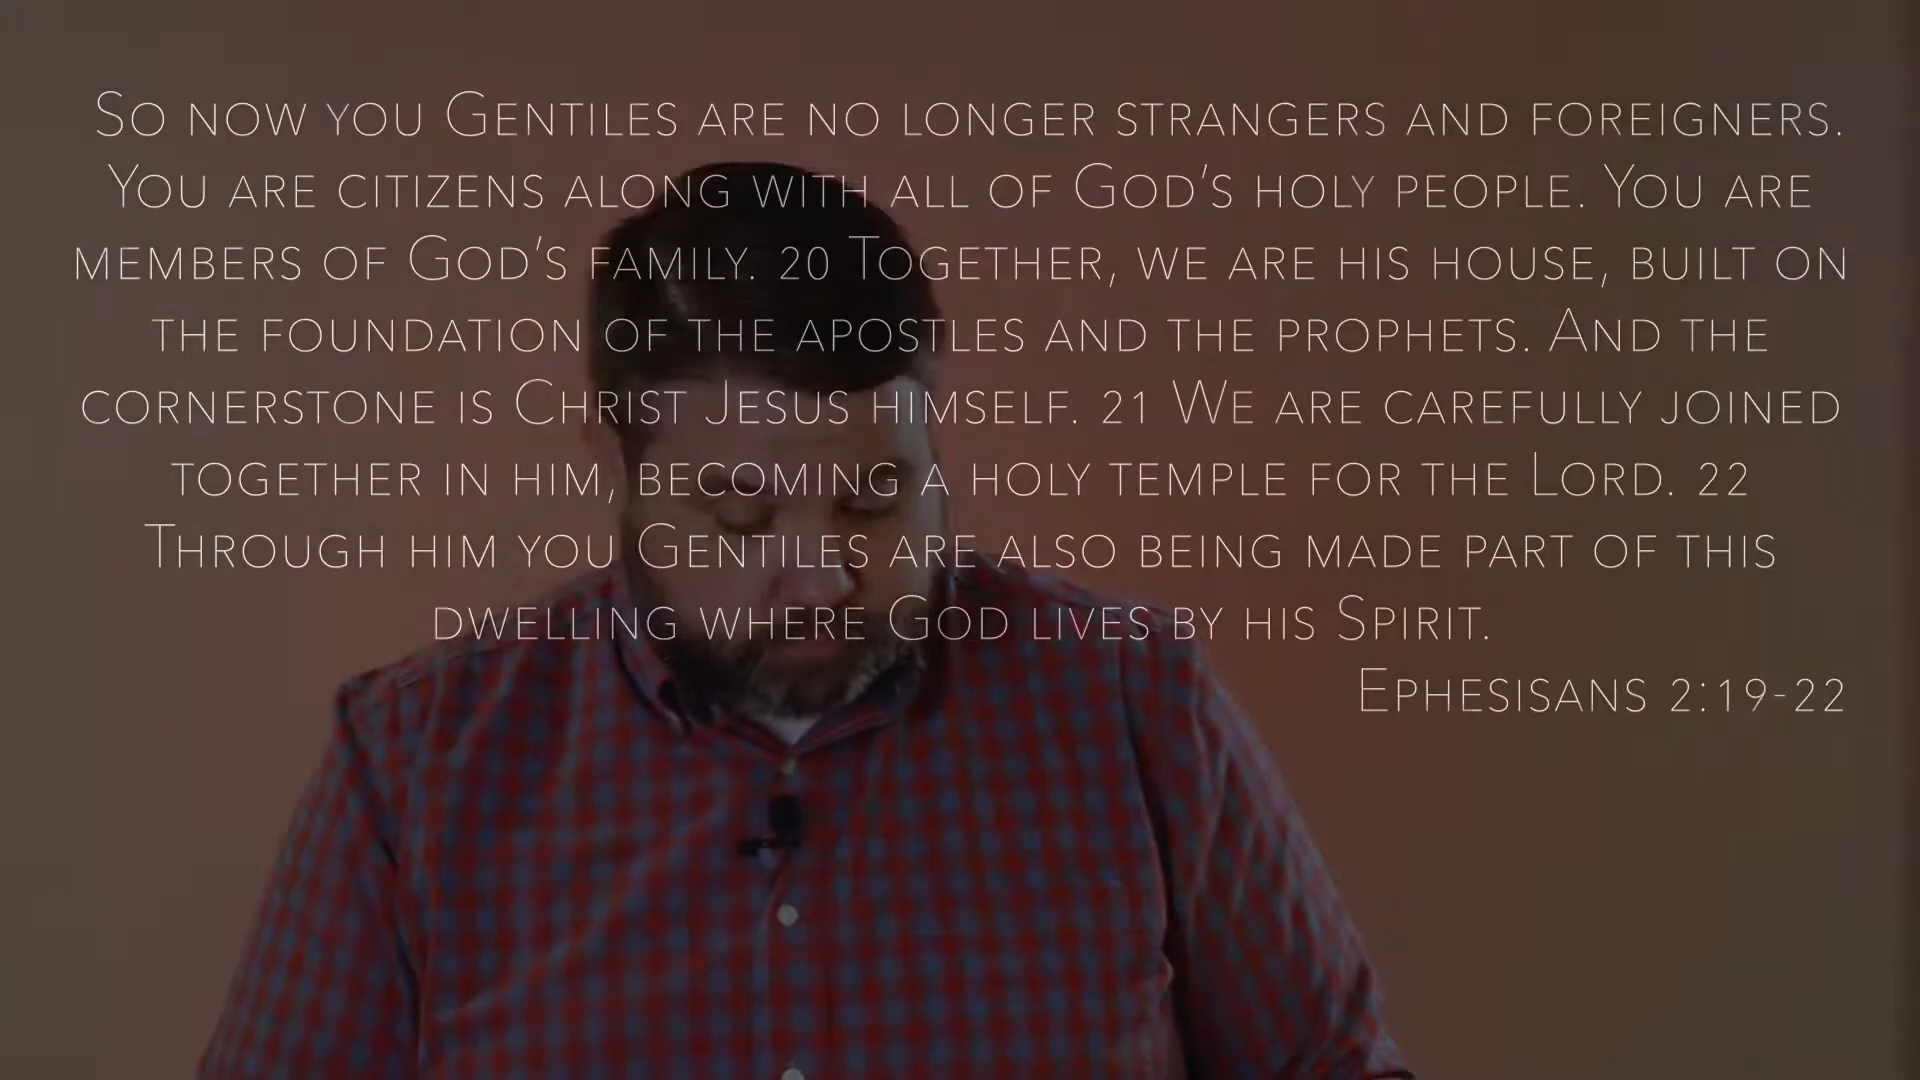 So now you Gentiles are no longer strangers and foreigners.
You are citizens along with all of God's holy people. You are
members of God's family. 20 Together, we are his house, built on
the foundation of the apostles and the prophets. And the
cornerstone is Christ Jesus himself. 21 We are carefully joined
together in him, becoming a holy temple for the Lord. 22
Through him you Gentiles are also being made part of this
dwelling where God lives by his Spirit.
Ephesisans 2:19-22